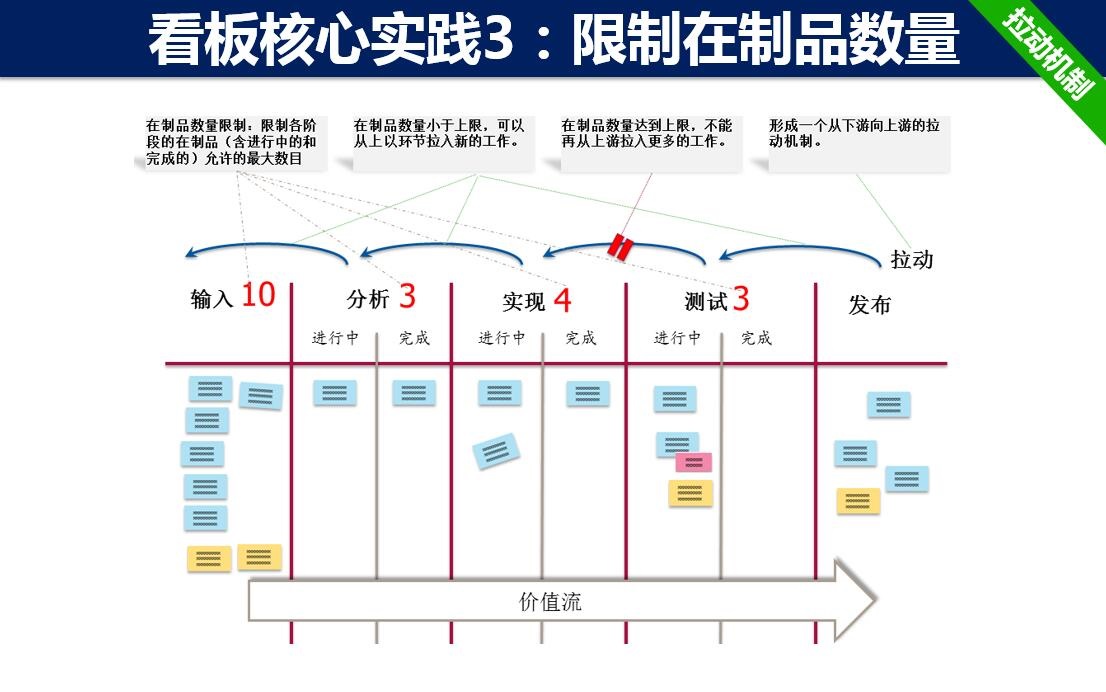 看板核心实践3：限制在制品数量
拉动机制
在制品数量限制：限制各阶
段的在制品（含进行中的和
完成的）允许的最大数目
在制品数量小于上限，可以
从上以环节拉入新的工作。
在制品数量达到上限，不能
再从上游拉入更多的工作。
形成一个从下游向上游的拉
动机制。
拉动
输入 10
分析 3
实现 4
测试 3
发布
进行中
完成
进行中
完成
进行中
完成
价值流